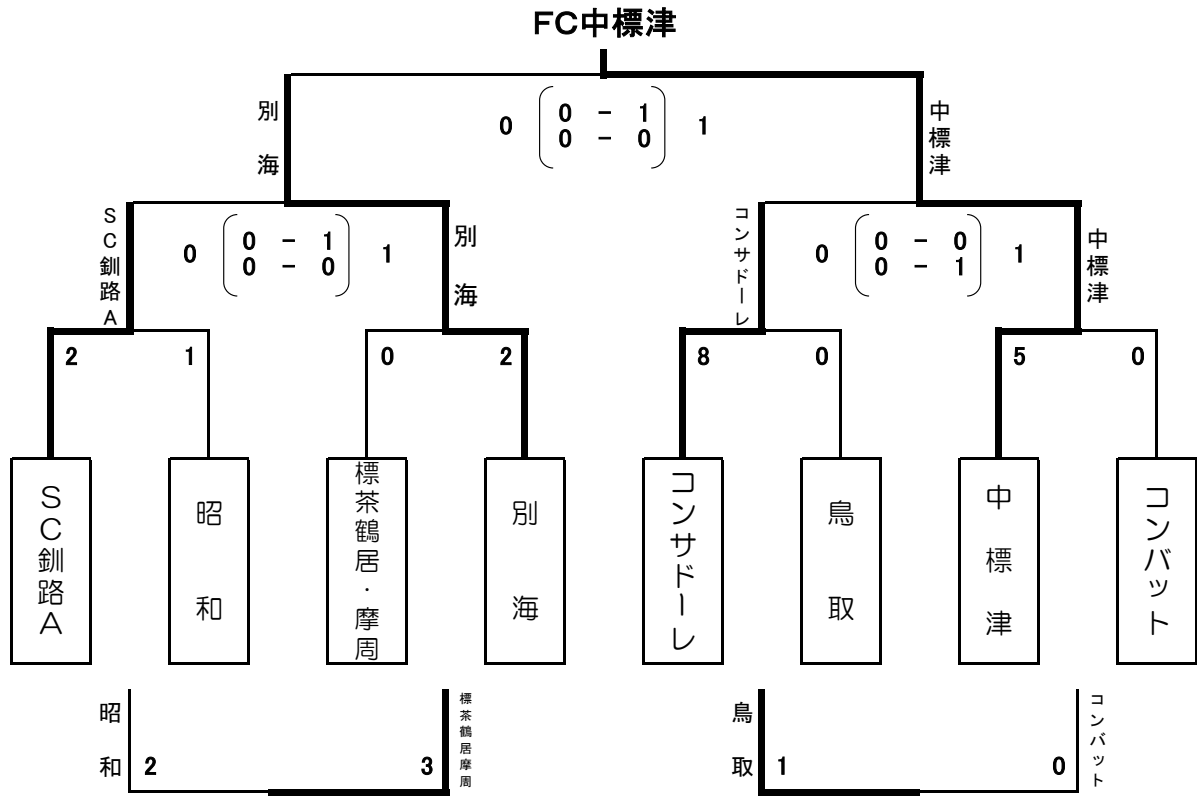 FC中標津
別海
0
0 - 1
0 - 0
1
中標津
SC釧路A
0
0 - 1
0 - 0
1
別海
コンサドーレ
0
0 - 0
0 - 1
1
中標津
2
1
0
2
8
0
5
0
SC釧路A
昭和
標茶鶴居・摩周
別海
コンサドーレ
鳥取
中標津
コンバット
昭和
2
3
標茶鶴居摩周
鳥取
1
0
コンバット